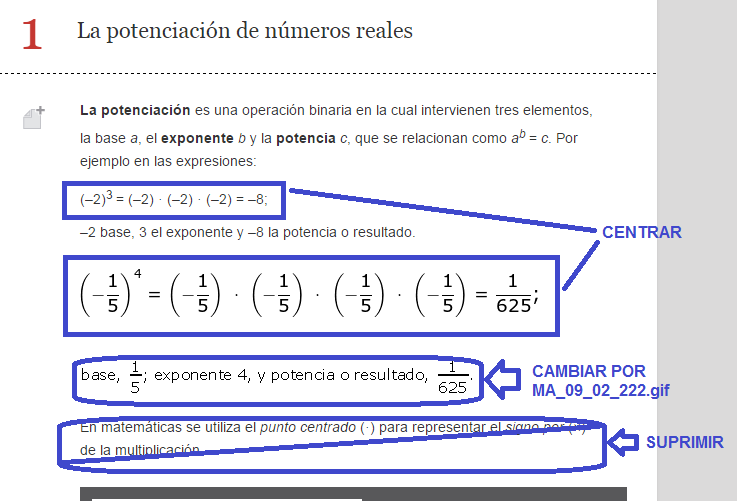 1 La potenciación de números reales
La potenciación es una operación binaria en la cual intervienen tres elementos,
la base a, el exponente b y la potencia c, que se relacionan como a^b = c. Por
ejemplo en las expresiones:
(–2)^3 = (–2) · (–2) · (–2) = –8;
–2 base, 3 el exponente y –8 la potencia o resultado.
CENTRAR
(−1/5)^4 = (−1/5) · (−1/5) · (−1/5) · (−1/5) = 1/625;
base, 1/5; exponente 4, y potencia o resultado, 1/625.
CAMBIAR POR
MA_09_02_222.gif
En matemáticas se utiliza el punto centrado (·) para representar el signo por
de la multiplicación
SUPRIMIR